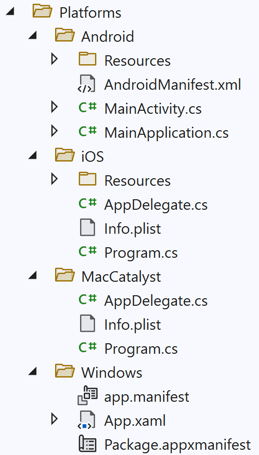 Platforms
Android
Resources
AndroidManifest.xml
C# MainActivity.cs
C# MainApplication.cs
iOS
Resources
C# AppDelegate.cs
Info.plist
C# Program.cs
MacCatalyst
C# AppDelegate.cs
Info.plist
C# Program.cs
Windows
app.manifest
App.xaml
Package.appxmanifest